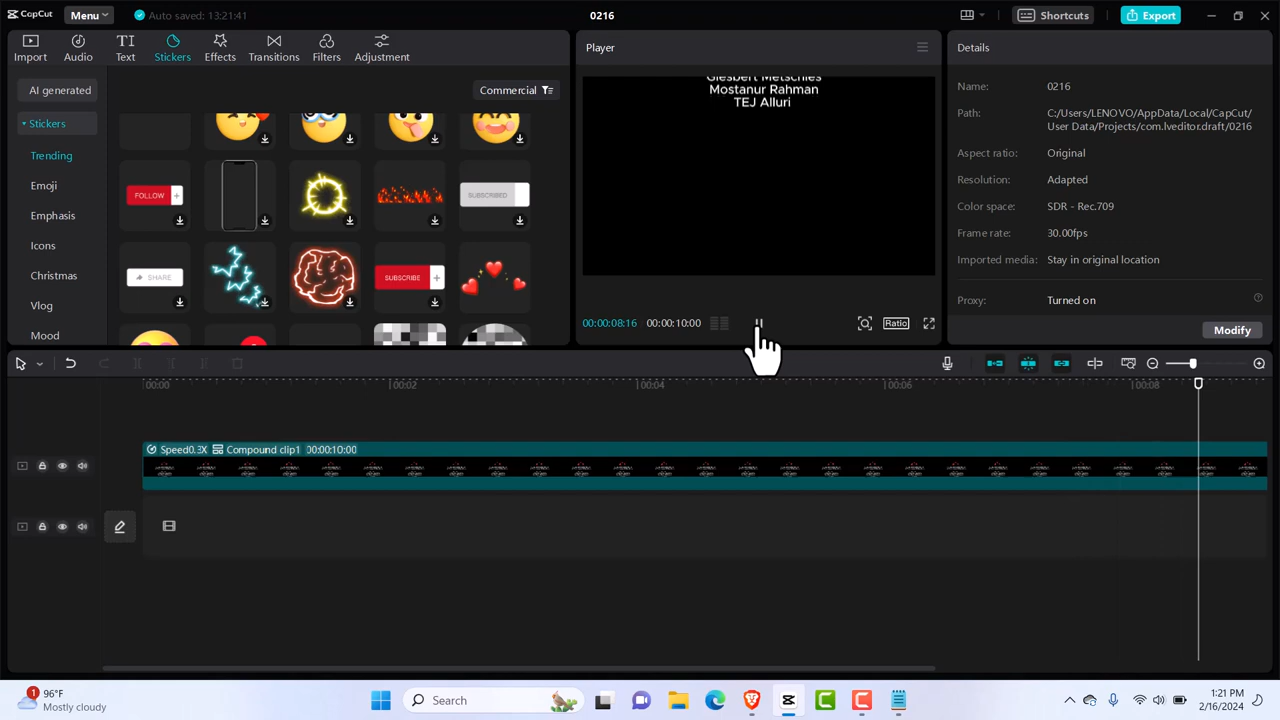 CapCut
Menu
Auto saved: 13:21:41
0216
Shortcuts
Export
Import
Audio
Text
Stickers
Effects
Transitions
Filters
Adjustment
AI generated
Stickers
Trending
Emoji
Emphasis
Icons
Christmas
Vlog
Mood
Commercial
FOLLOW
SUBSCRIBED
SHARE
SUBSCRIBE
Player
Giesbert Metschies
Mostanur Rahman
TEJ Alluri
00:00:08:16
00:00:10:00
Ratio
Details
Name: 0216
Path: C:/Users/LENOVO/AppData/Local/CapCut/
User Data/Projects/com.lveditor.draft/0216
Aspect ratio: Original
Resolution: Adapted
Color space: SDR - Rec.709
Frame rate: 30.00fps
Imported media: Stay in original location
Proxy: Turned on
Modify
00:00
00:02
00:04
00:06
00:08
Speed0.3X Compound clip1 00:00:10:00
1
96°F
Mostly cloudy
Search
1:21 PM
2/16/2024